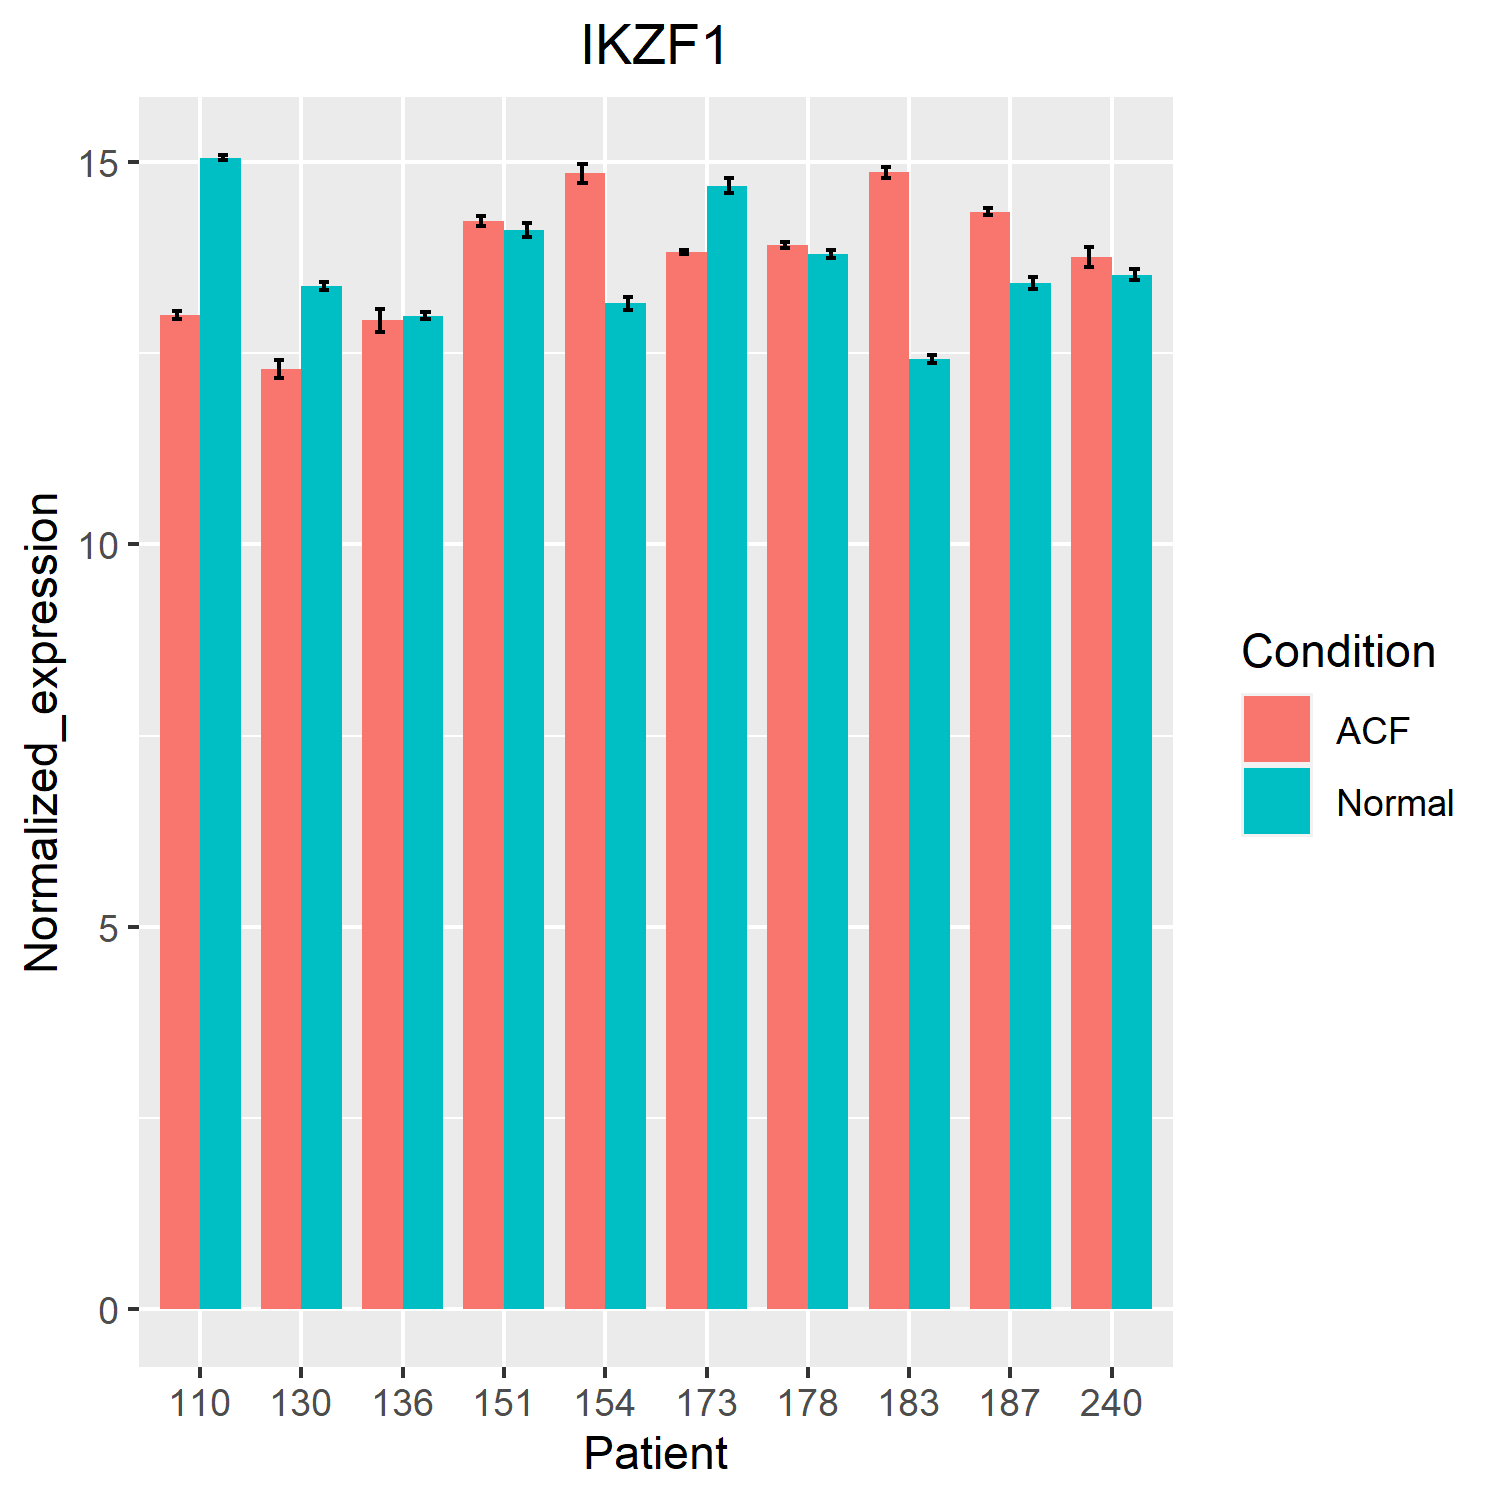 IKZF1
15
10
5
0
Normalized_expression
110 130 136 151 154 173 178 183 187 240
Patient
Condition
ACF
Normal